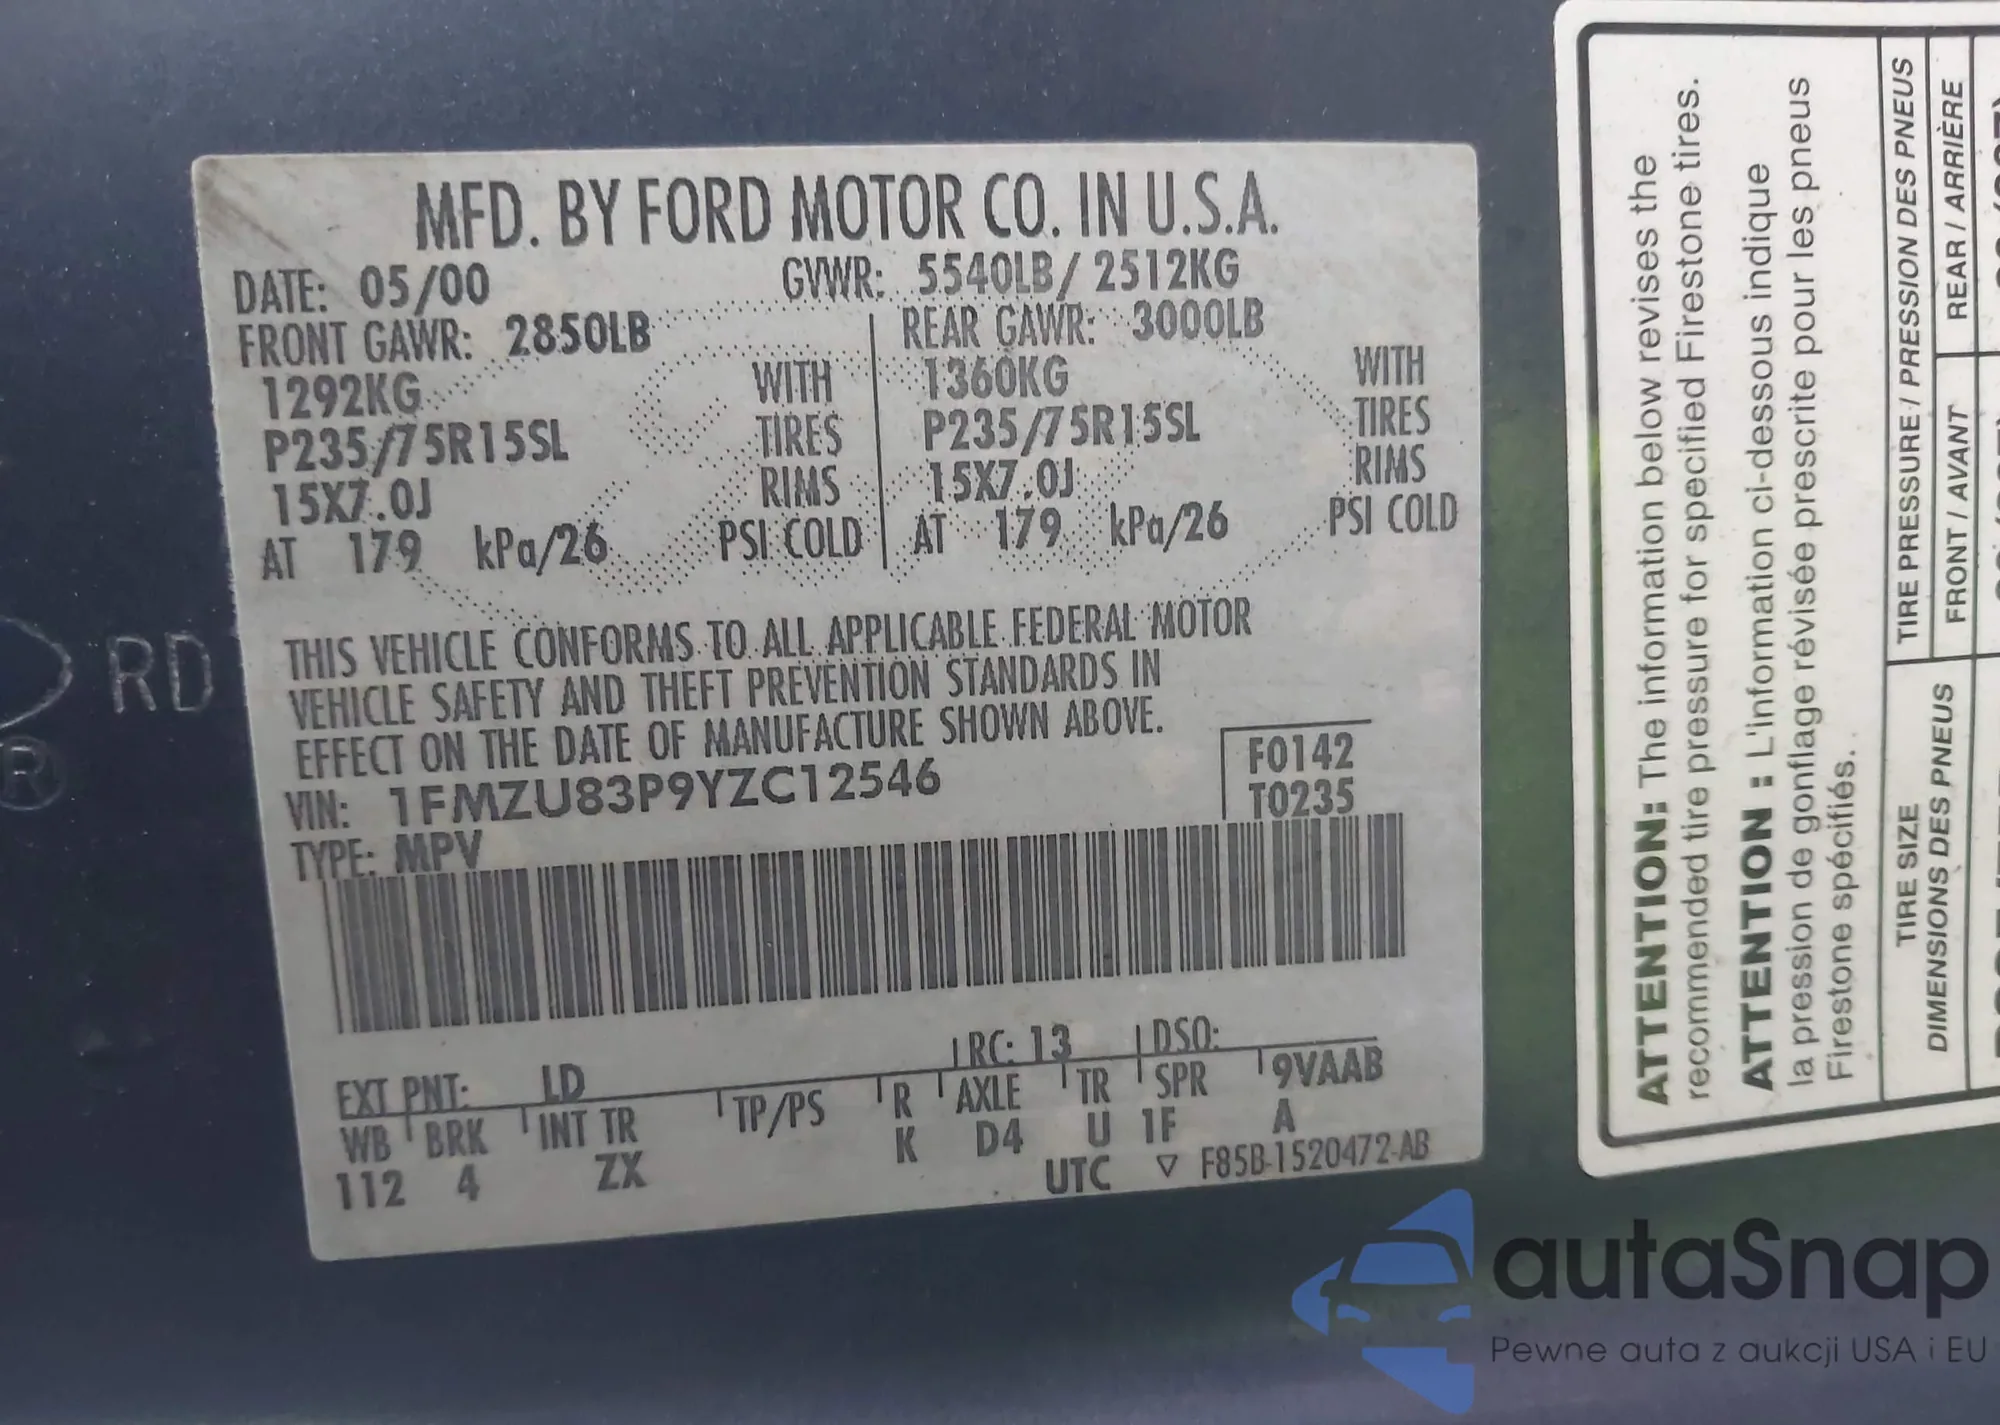 MFD. BY FORD MOTOR CO. IN U.S.A.
DATE: 05/00 GVWR: 5540LB/ 2512KG
FRONT GAWR: 2850LB REAR GAWR: 3000LB
1292KG WITH 1360KG WITH
P235/75R15SL TIRES P235/75R15SL TIRES
15X7.0J RIMS 15X7.0J RIMS
AT 179 kPa/26 PSI COLD AT 179 kPa/26 PSI COLD
THIS VEHICLE CONFORMS TO ALL APPLICABLE FEDERAL MOTOR
VEHICLE SAFETY AND THEFT PREVENTION STANDARDS IN
EFFECT ON THE DATE OF MANUFACTURE SHOWN ABOVE.
VIN: 1FMZU83P9YZC12546 F0142
TYPE: MPV T0235
EXT PNT: LD RC: 13 DSO:
WB BRK INT TR TP/PS R AXLE TR SPR 9VAAB
112 4 ZX K D4 U 1F A
UTC ▽ F85B-1520472-AB
RD
®
ATTENTION: The information below revises the
recommended tire pressure for specified Firestone tires.
ATTENTION : L'information ci-dessous indique
la pression de gonflage révisée prescrite pour les pneus
Firestone spécifiés.
TIRE SIZE TIRE PRESSURE / PRESSION DES PNEUS
DIMENSIONS DES PNEUS FRONT / AVANT REAR / ARRIÈRE
autaSnap
Pewne auta z aukcji USA i EU